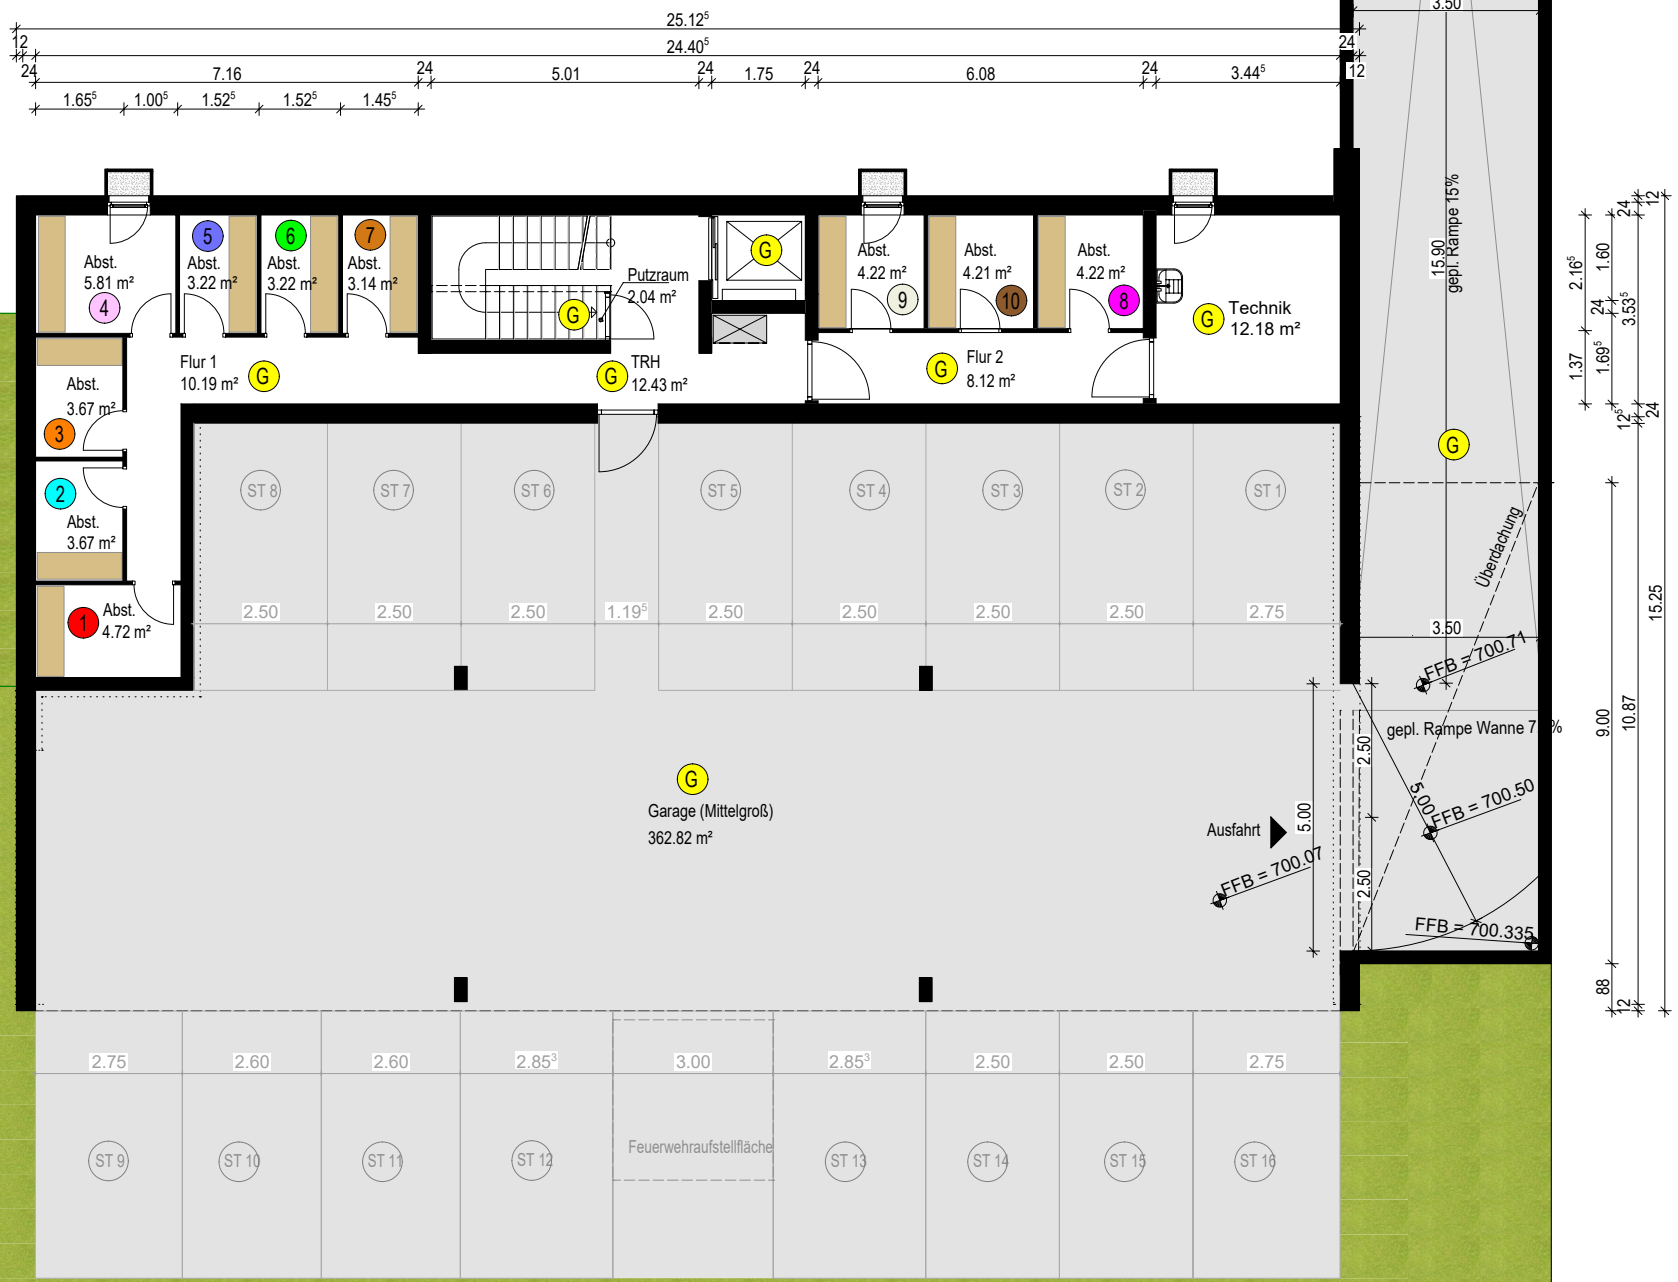 3.50
25.12⁵
12
24.40⁵
24
24
7.16
24
5.01
24
1.75
24
6.08
24
3.44⁵
12
1.65⁵
1.00⁵
1.52⁵
1.52⁵
1.45⁵
5
6
7
G
Abst.
5.81 m²
4
Abst.
3.22 m²
Abst.
3.22 m²
Abst.
3.14 m²
Putzraum
2.04 m²
G
Abst.
4.22 m²
9
Abst.
4.21 m²
10
Abst.
4.22 m²
8
G
Technik
12.18 m²
15.90
gepl. Rampe 15%
12
24
1.60
2.16⁵
24
3.53⁵
1.37
1.69⁵
24
12⁵
Flur 1
10.19 m²
G
G
TRH
12.43 m²
G
Flur 2
8.12 m²
Abst.
3.67 m²
3
G
2
Abst.
3.67 m²
ST 8
ST 7
ST 6
ST 5
ST 4
ST 3
ST 2
ST 1
Überdachung
1
Abst.
4.72 m²
2.50
2.50
2.50
1.19⁵
2.50
2.50
2.50
2.50
2.75
3.50
15.25
FFB = 700.71
9.00
10.87
gepl. Rampe Wanne 7 %
2.50
G
Garage (Mittelgroß)
362.82 m²
Ausfahrt
5.00
5.00
FFB = 700.50
FFB = 700.07
2.50
FFB = 700.335
88
12
2.75
2.60
2.60
2.85³
3.00
2.85³
2.50
2.50
2.75
ST 9
ST 10
ST 11
ST 12
Feuerwehraufstellfläche
ST 13
ST 14
ST 15
ST 16